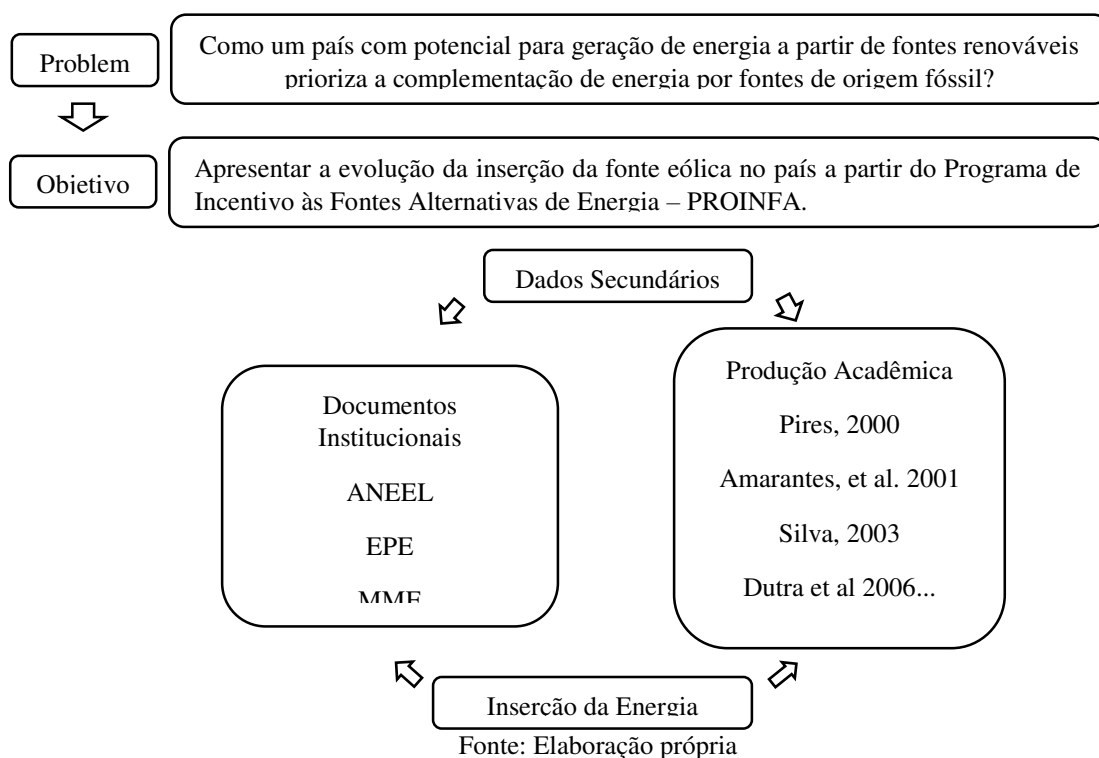 Problem
Como um país com potencial para geração de energia a partir de fontes renováveis
prioriza a complementação de energia por fontes de origem fóssil?
Objetivo
Apresentar a evolução da inserção da fonte eólica no país a partir do Programa de
Incentivo às Fontes Alternativas de Energia – PROINFA.
Dados Secundários
Documentos
Institucionais
ANEEL
EPE
MME
Produção Acadêmica
Pires, 2000
Amarantes, et al. 2001
Silva, 2003
Dutra et al 2006...
Inserção da Energia
Fonte: Elaboração própria